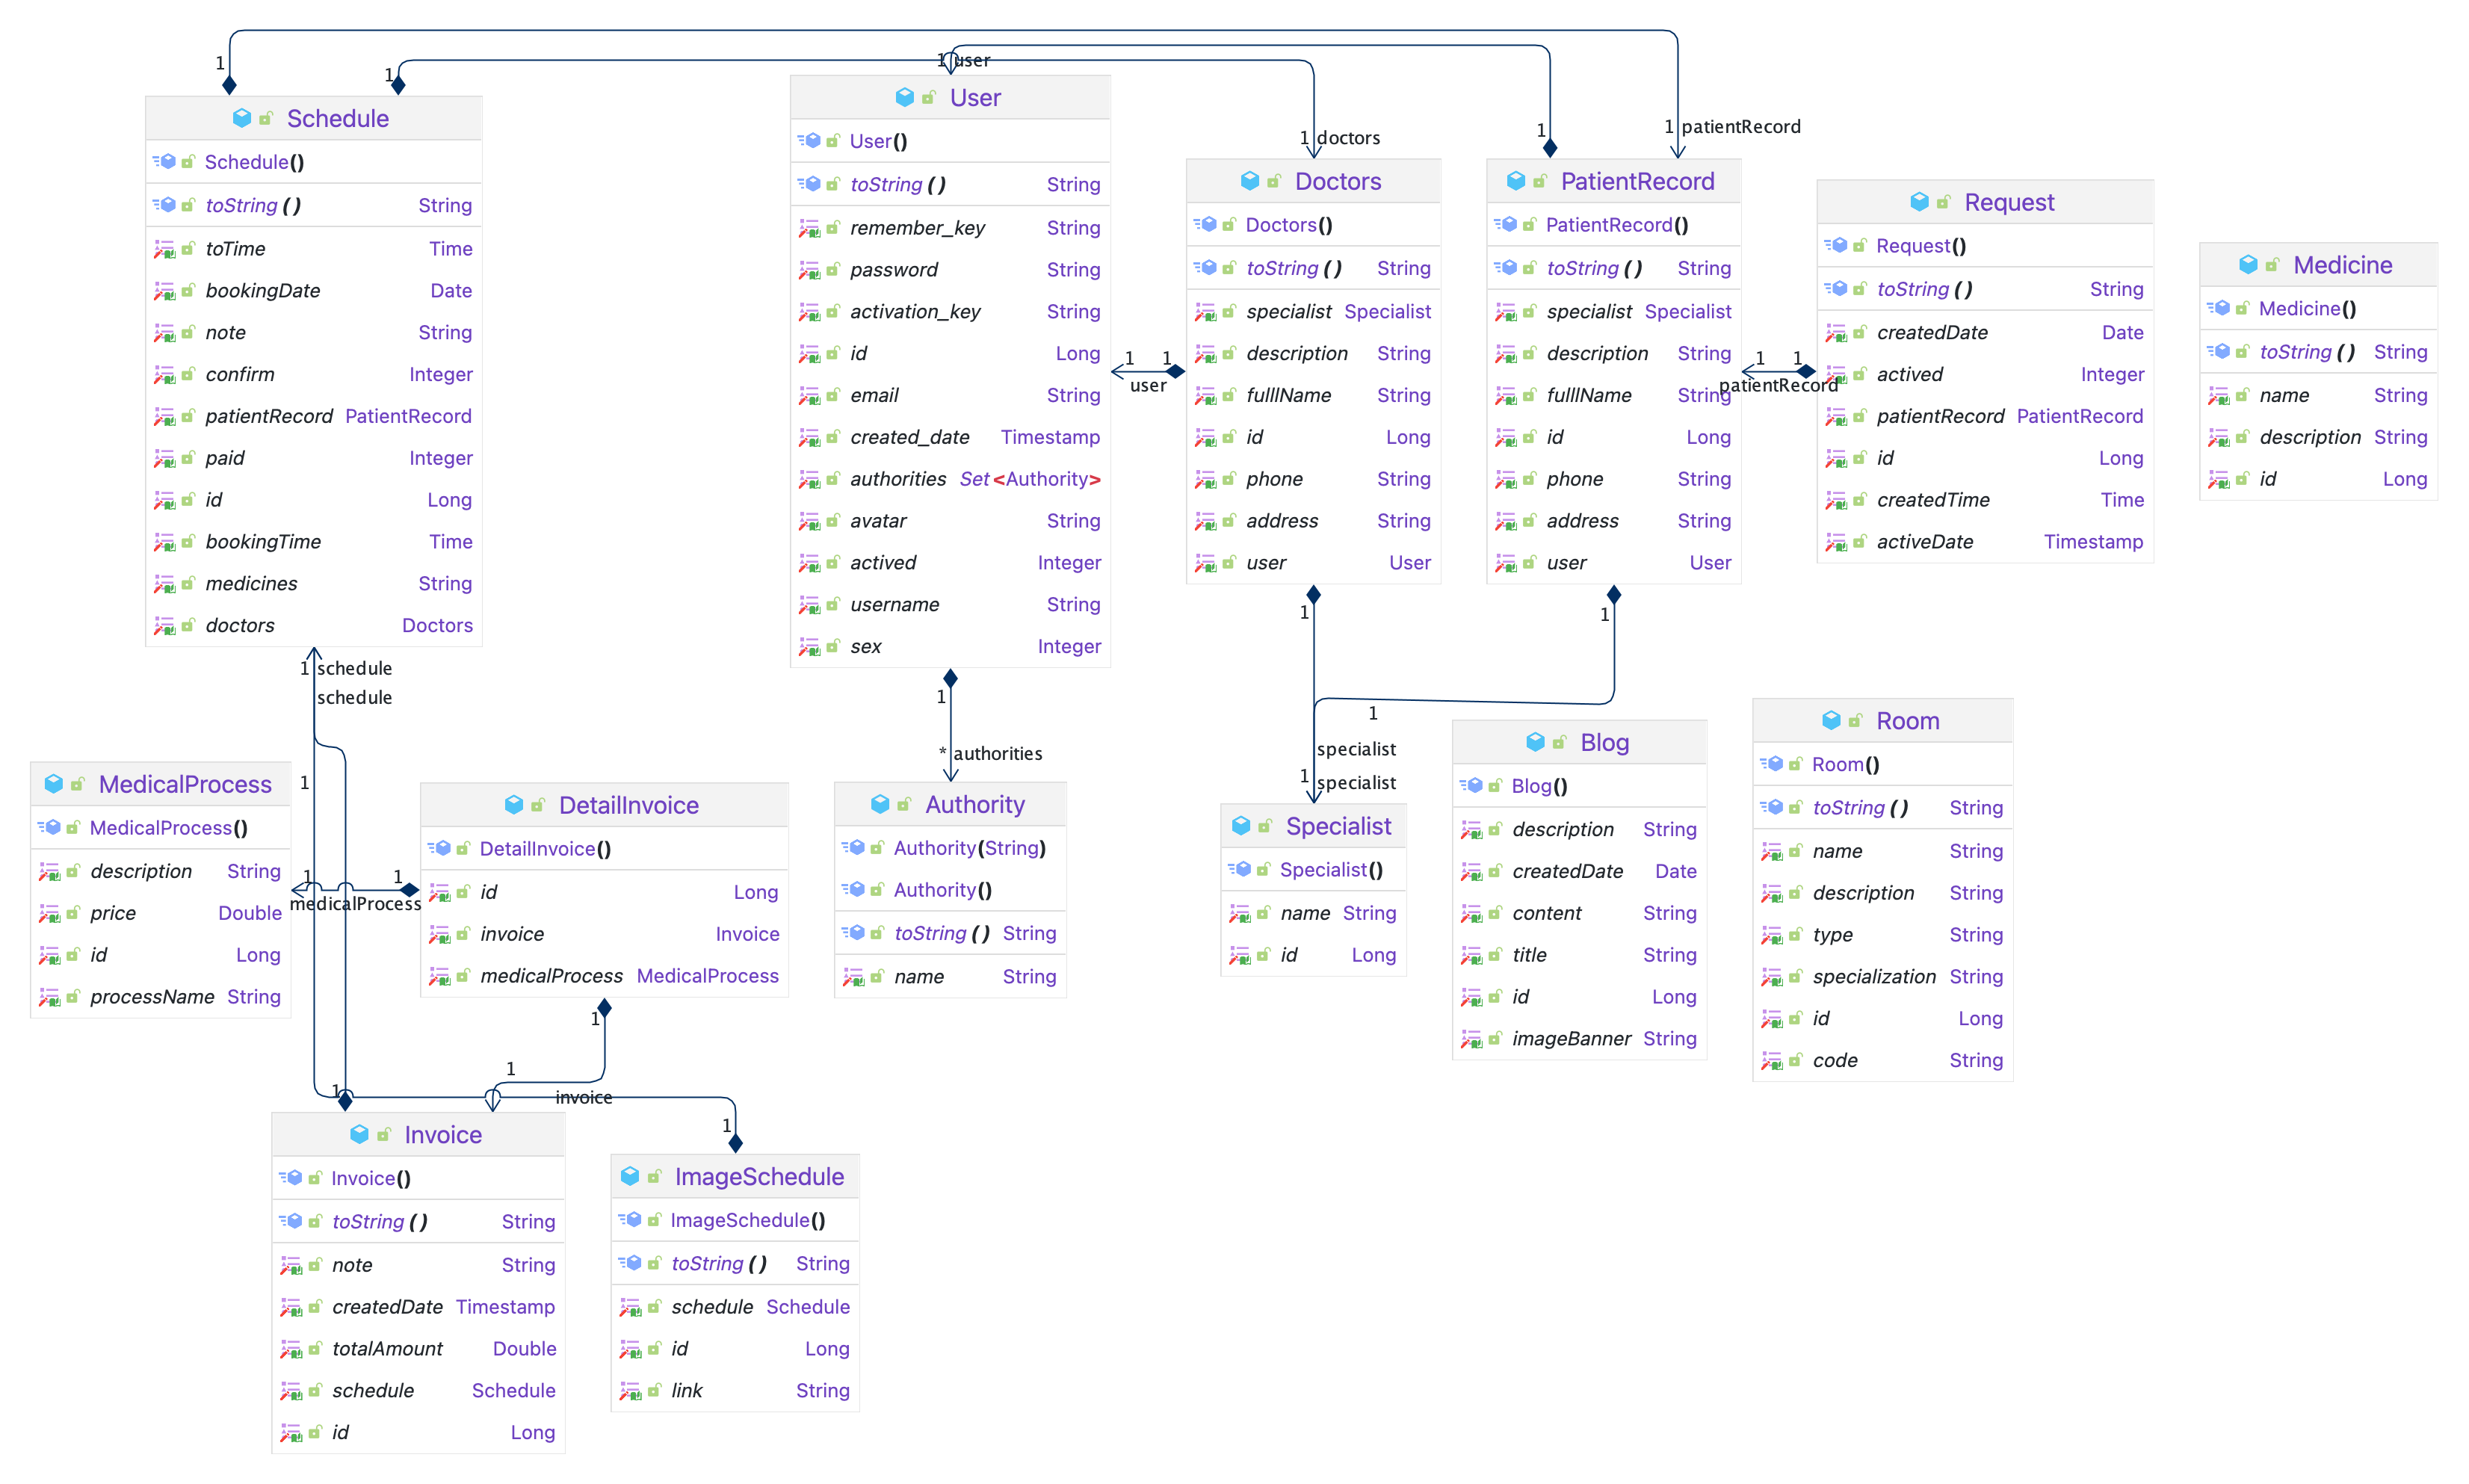 1
1
1 user
1 doctors
1
1 patientRecord
Schedule
Schedule()
toString () String
toTime Time
bookingDate Date
note String
confirm Integer
patientRecord PatientRecord
paid Integer
id Long
bookingTime Time
medicines String
doctors Doctors
User
User()
toString () String
remember_key String
password String
activation_key String
id Long
email String
created_date Timestamp
authorities Set <Authority>
avatar String
actived Integer
username String
sex Integer
1 1
user
Doctors
Doctors()
toString () String
specialist Specialist
description String
fulllName String
id Long
phone String
address String
user User
PatientRecord
PatientRecord()
toString () String
specialist Specialist
description String
fulllName String
id Long
phone String
address String
user User
1 1
patientRecord
Request
Request()
toString () String
createdDate Date
actived Integer
patientRecord PatientRecord
id Long
createdTime Time
activeDate Timestamp
Medicine
Medicine()
toString () String
name String
description String
id Long
1 schedule
schedule
1
1
* authorities
1
1
1
specialist
1 specialist
MedicalProcess
MedicalProcess()
description String
price Double
id Long
processName String
1 1
medicalProcess
DetailInvoice
DetailInvoice()
id Long
invoice Invoice
medicalProcess MedicalProcess
Authority
Authority(String)
Authority()
toString () String
name String
Specialist
Specialist()
name String
id Long
Blog
Blog()
description String
createdDate Date
content String
title String
id Long
imageBanner String
Room
Room()
toString () String
name String
description String
type String
specialization String
id Long
code String
1
1
invoice
1
1
Invoice
Invoice()
toString () String
note String
createdDate Timestamp
totalAmount Double
schedule Schedule
id Long
ImageSchedule
ImageSchedule()
toString () String
schedule Schedule
id Long
link String